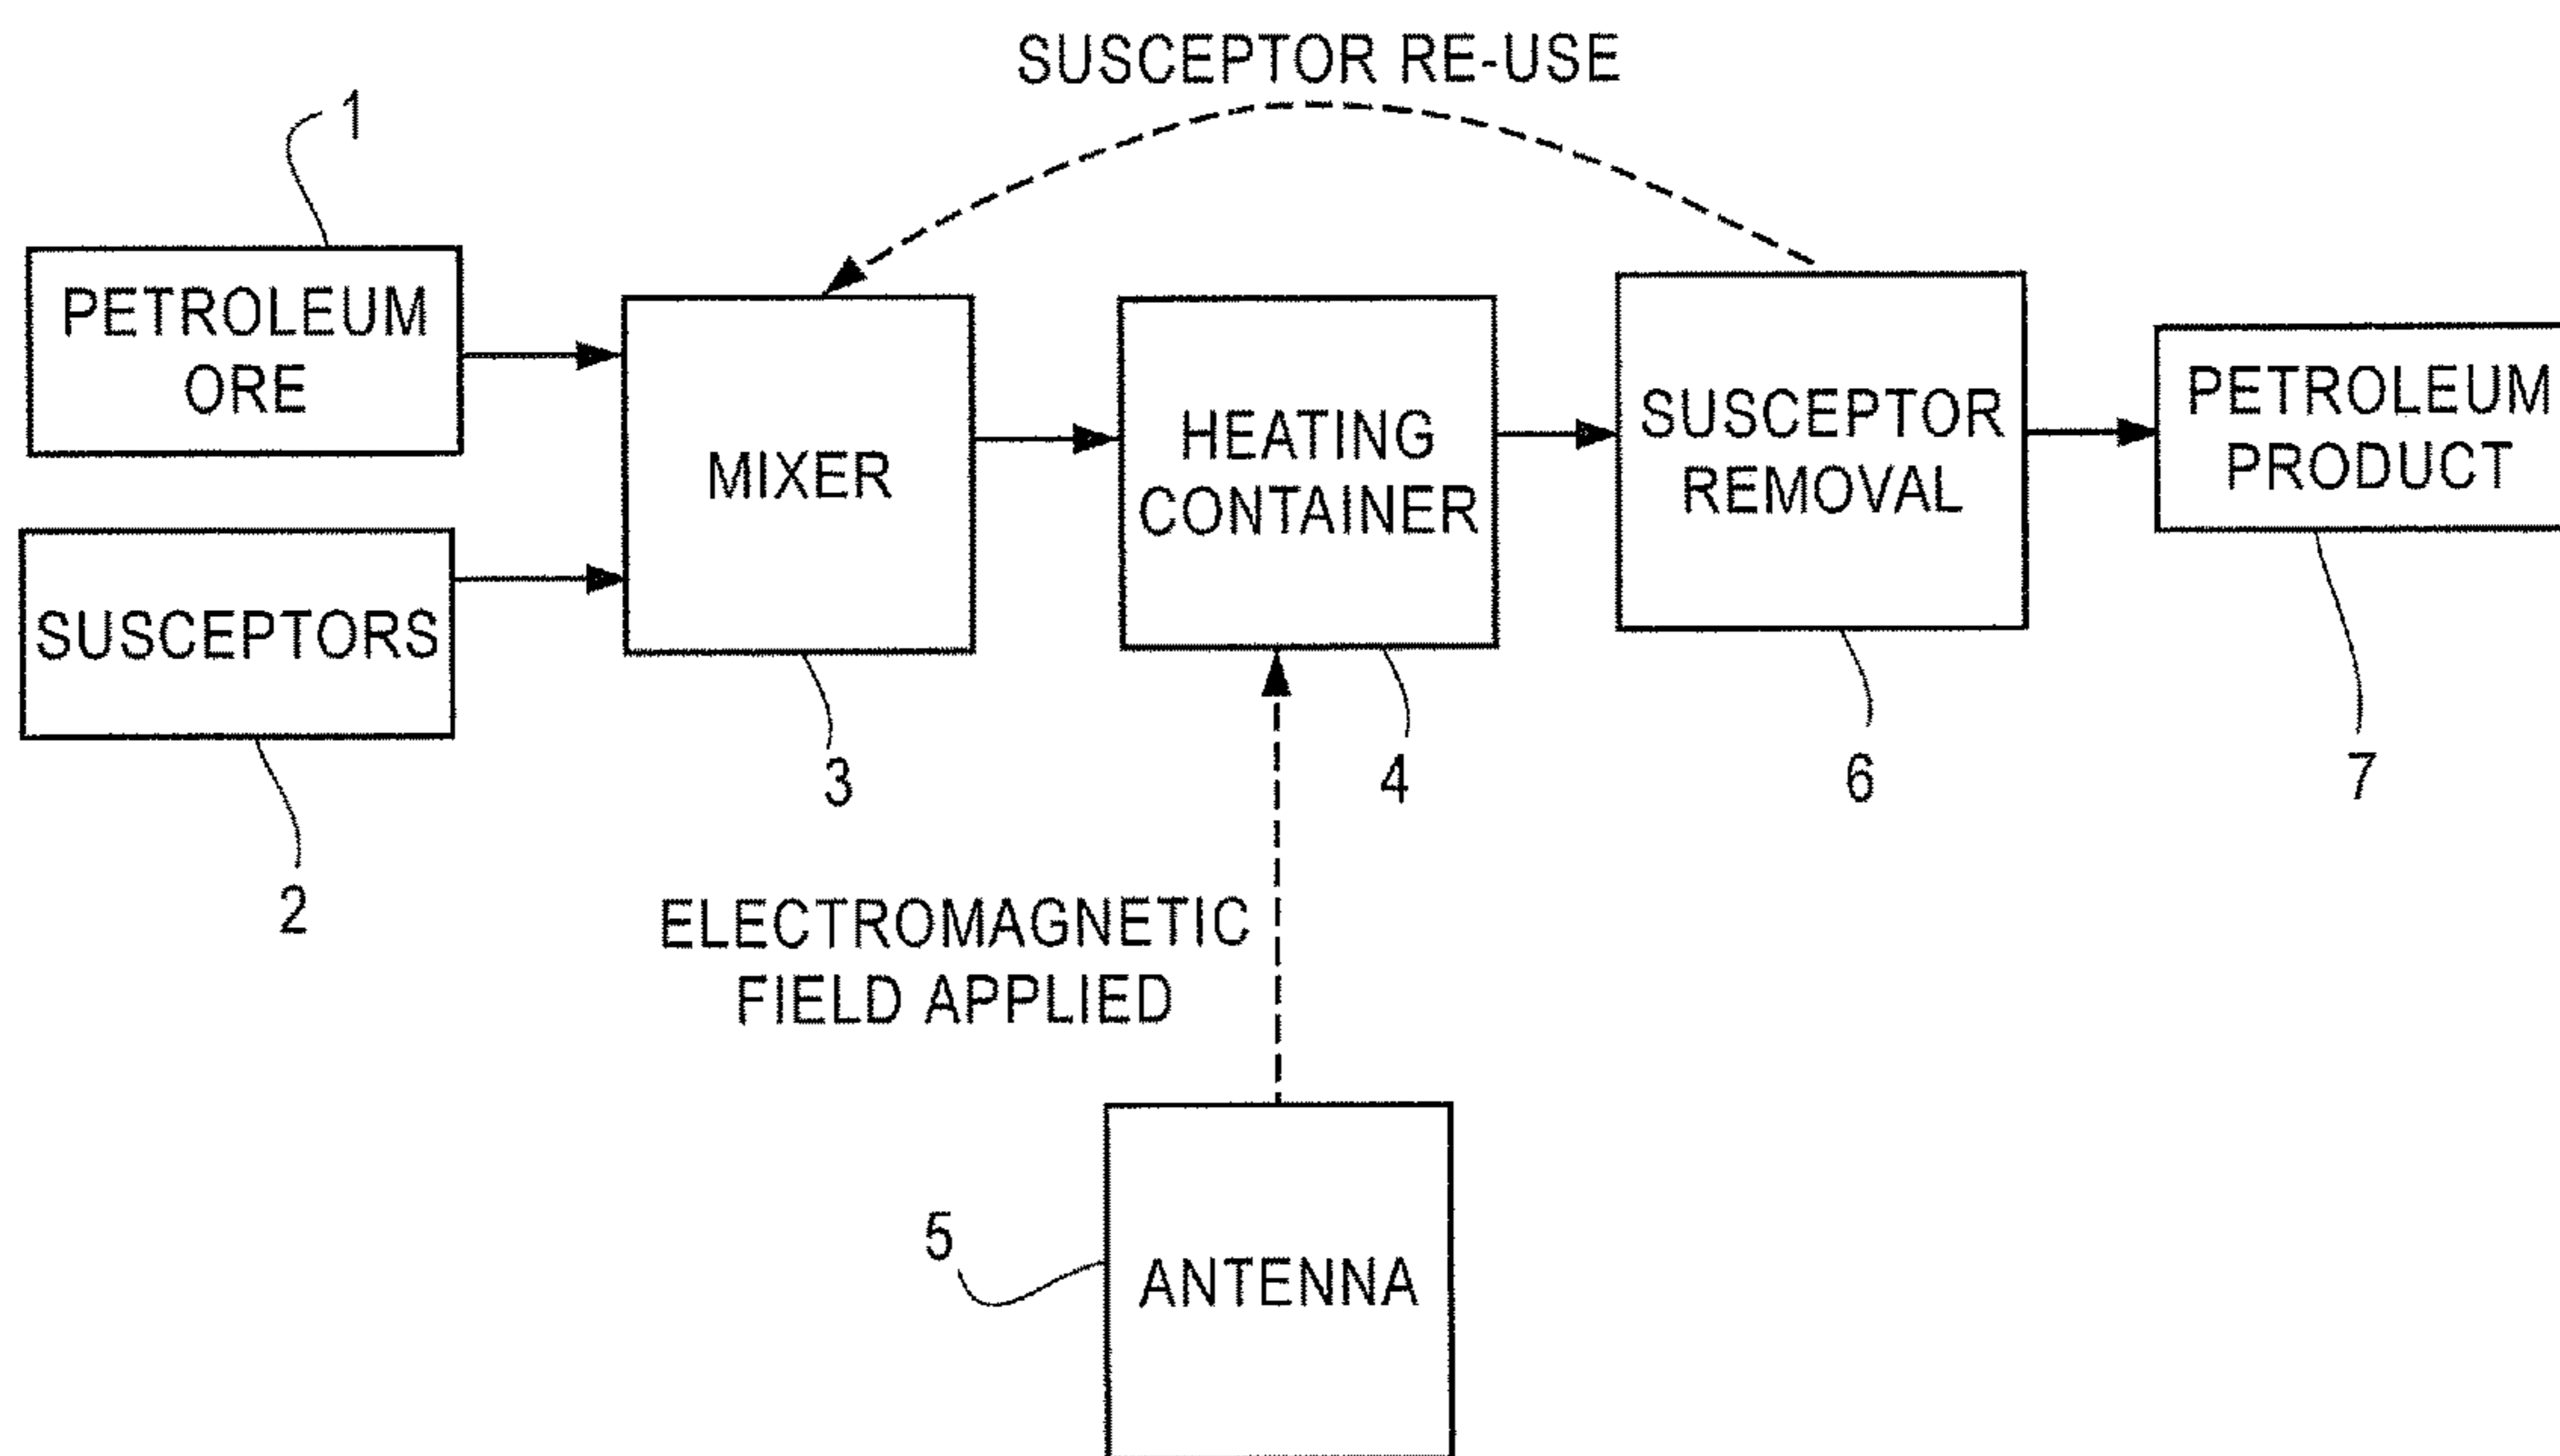 SUSCEPTOR RE-USE
1
PETROLEUM
ORE
SUSCEPTORS
2
MIXER
3
HEATING
CONTAINER
4
SUSCEPTOR
REMOVAL
6
PETROLEUM
PRODUCT
7
ELECTROMAGNETIC
FIELD APPLIED
5
ANTENNA